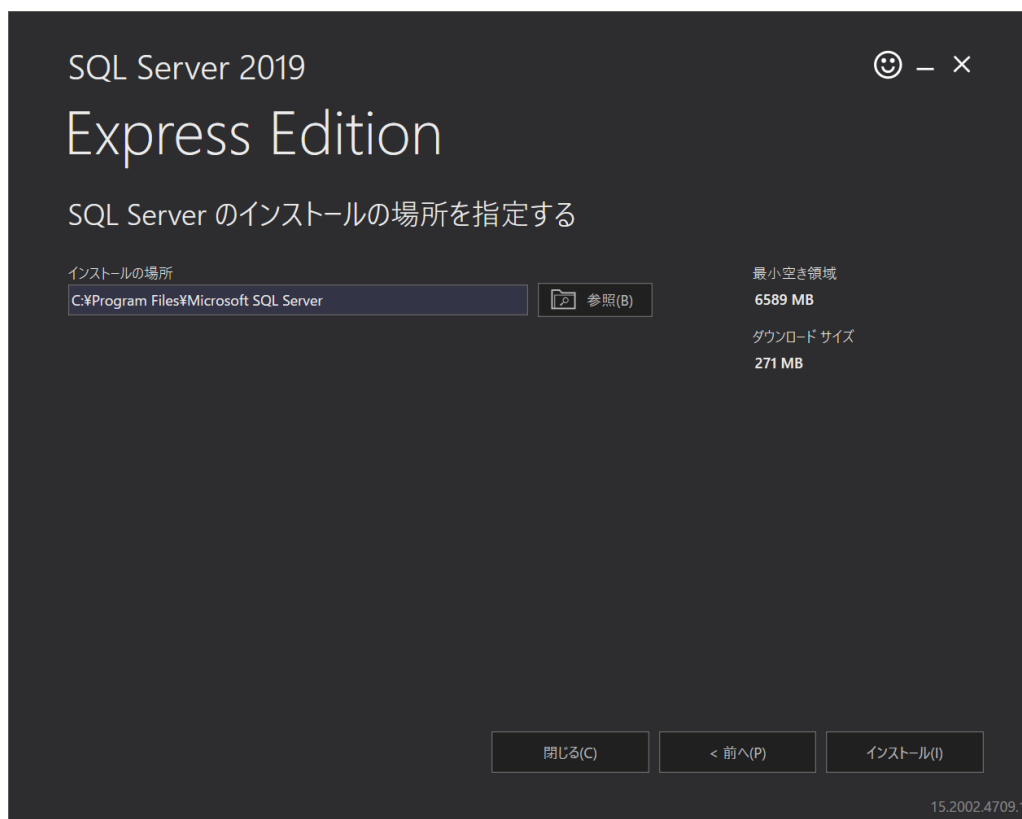 SQL Server 2019
Express Edition
SQL Server のインストールの場所を指定する
インストールの場所
C:¥Program Files¥Microsoft SQL Server
参照(B)
最小空き領域
6589 MB
ダウンロード サイズ
271 MB
閉じる(C)
< 前へ(P)
インストール(I)
15.2002.4709.1